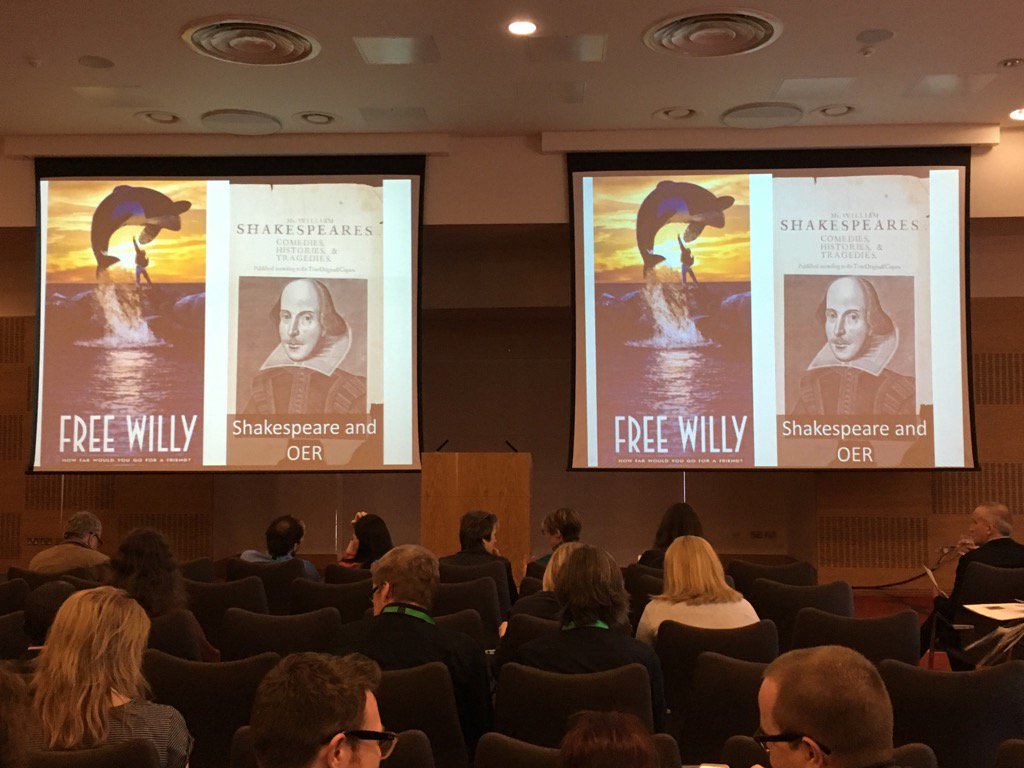 FREE WILLY
HOW FAR WOULD YOU GO FOR A FRIEND?
Mr. WILLIAM
SHAKESPEARES
COMEDIES,
HISTORIES, &
TRAGEDIES.
Published according to the True Originall Copies.
Shakespeare and
OER
FREE WILLY
HOW FAR WOULD YOU GO FOR A FRIEND?
Mr. WILLIAM
SHAKESPEARES
COMEDIES,
HISTORIES, &
TRAGEDIES.
Published according to the True Originall Copies.
Shakespeare and
OER